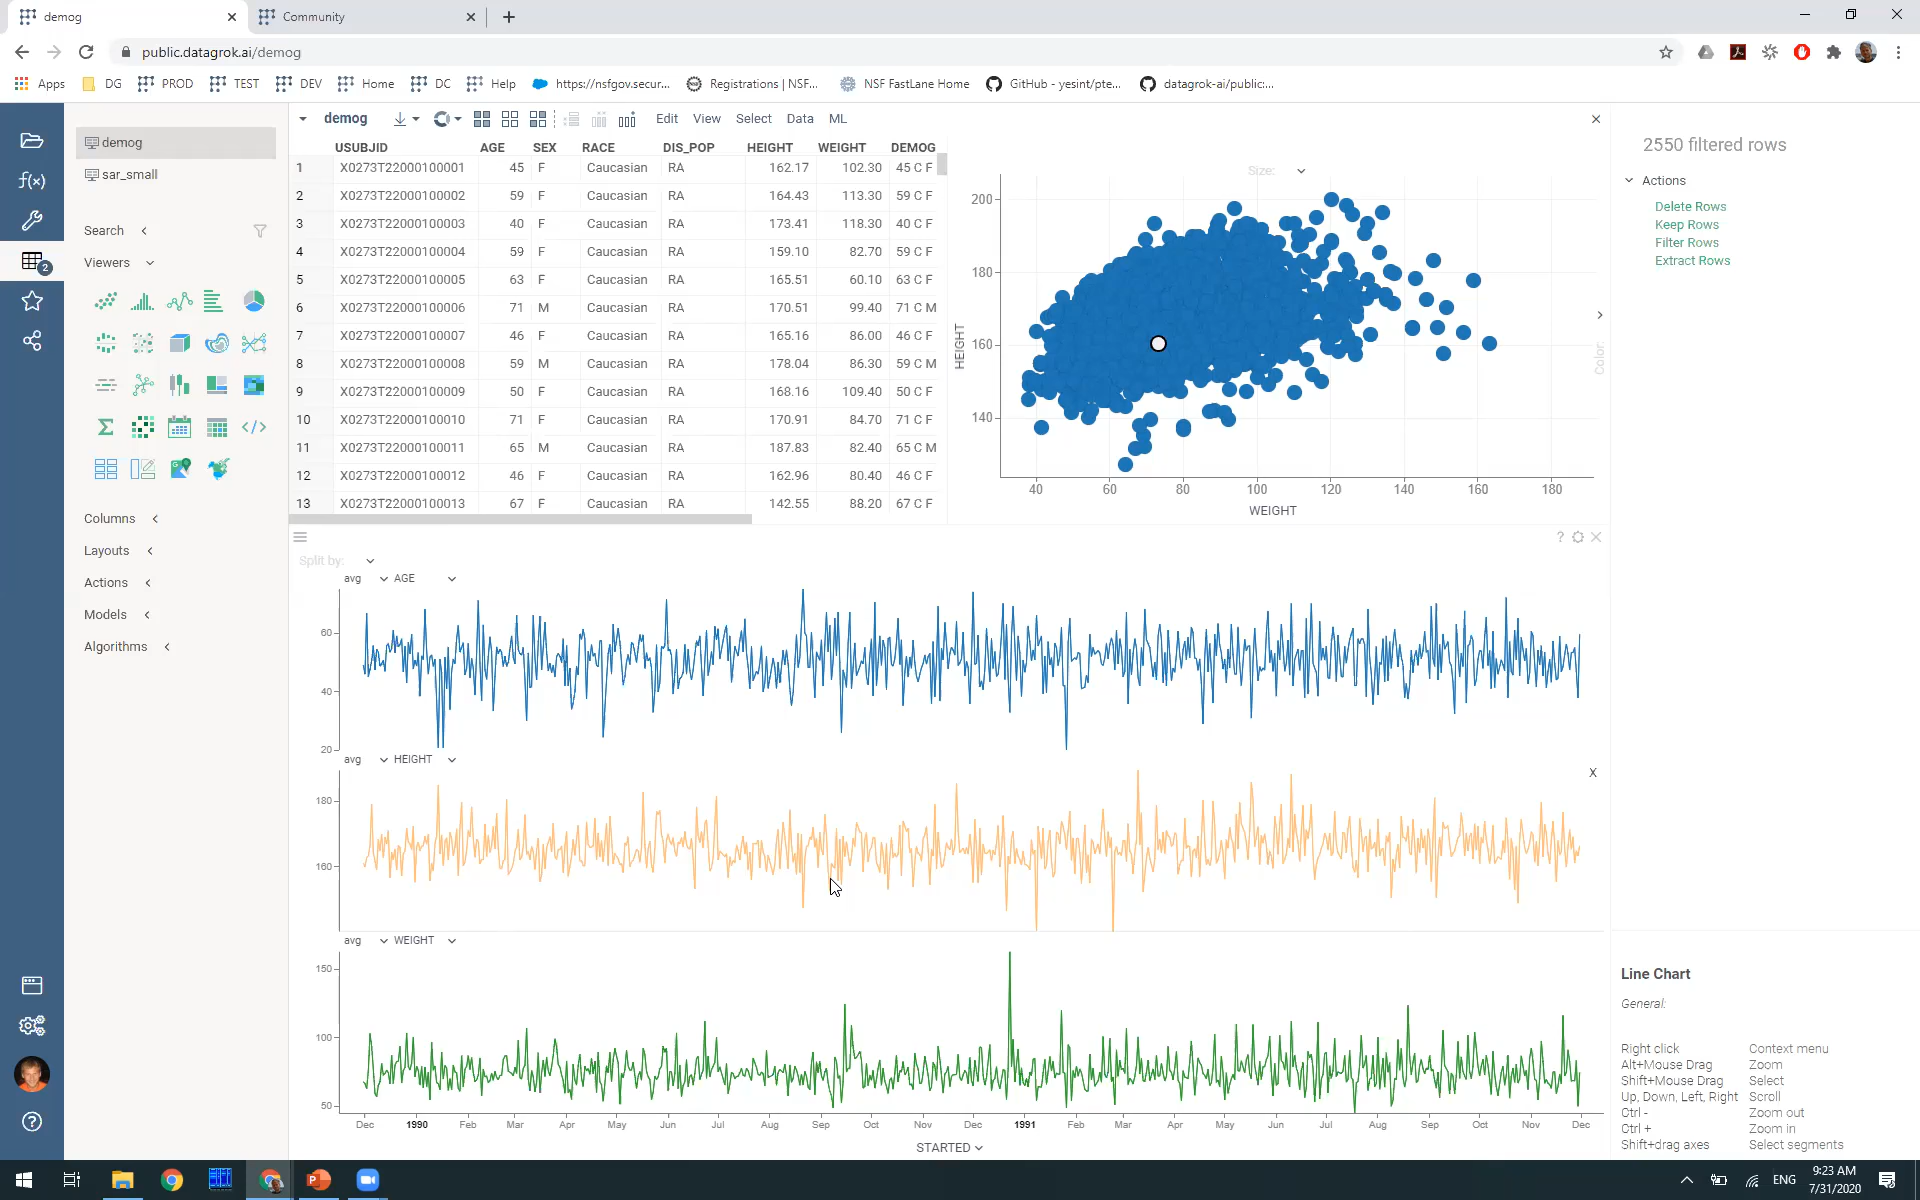 demog
Community
public.datagrok.ai/demog
Apps DG PROD TEST DEV Home DC Help https://nsfgov.secur... Registrations | NSF... NSF FastLane Home GitHub - yesint/pte... datagrok-ai/public:...
demog
sar_small
Search
Viewers
Columns
Layouts
Actions
Models
Algorithms
2
demog Edit View Select Data ML
USUBJID AGE SEX RACE DIS_POP HEIGHT WEIGHT DEMOG
1 X0273T22000100001 45 F Caucasian RA 162.17 102.30 45 C F
2 X0273T22000100002 59 F Caucasian RA 164.43 113.30 59 C F
3 X0273T22000100003 40 F Caucasian RA 173.41 118.30 40 C F
4 X0273T22000100004 59 F Caucasian RA 159.10 82.70 59 C F
5 X0273T22000100005 63 F Caucasian RA 165.51 60.10 63 C F
6 X0273T22000100006 71 M Caucasian RA 170.51 99.40 71 C M
7 X0273T22000100007 46 F Caucasian RA 165.16 86.00 46 C F
8 X0273T22000100008 59 M Caucasian RA 178.04 86.30 59 C M
9 X0273T22000100009 50 F Caucasian RA 168.16 109.40 50 C F
10 X0273T22000100010 71 F Caucasian RA 170.91 84.70 71 C F
11 X0273T22000100011 65 M Caucasian RA 187.83 82.40 65 C M
12 X0273T22000100012 46 F Caucasian RA 162.96 80.40 46 C F
13 X0273T22000100013 67 F Caucasian RA 142.55 88.20 67 C F
Size:
200
180
160
140
HEIGHT
Color:
40 60 80 100 120 140 160 180
WEIGHT
2550 filtered rows
Actions
Delete Rows
Keep Rows
Filter Rows
Extract Rows
?
Split by:
avg AGE
60
40
20
avg HEIGHT
X
180
160
avg WEIGHT
150
100
50
Dec 1990 Feb Mar Apr May Jun Jul Aug Sep Oct Nov Dec 1991 Feb Mar Apr May Jun Jul Aug Sep Oct Nov Dec
STARTED
Line Chart
General:
Right click Context menu
Alt+Mouse Drag Zoom
Shift+Mouse Drag Select
Up, Down, Left, Right Scroll
Ctrl - Zoom out
Ctrl + Zoom in
Shift+drag axes Select segments
ENG
9:23 AM
7/31/2020